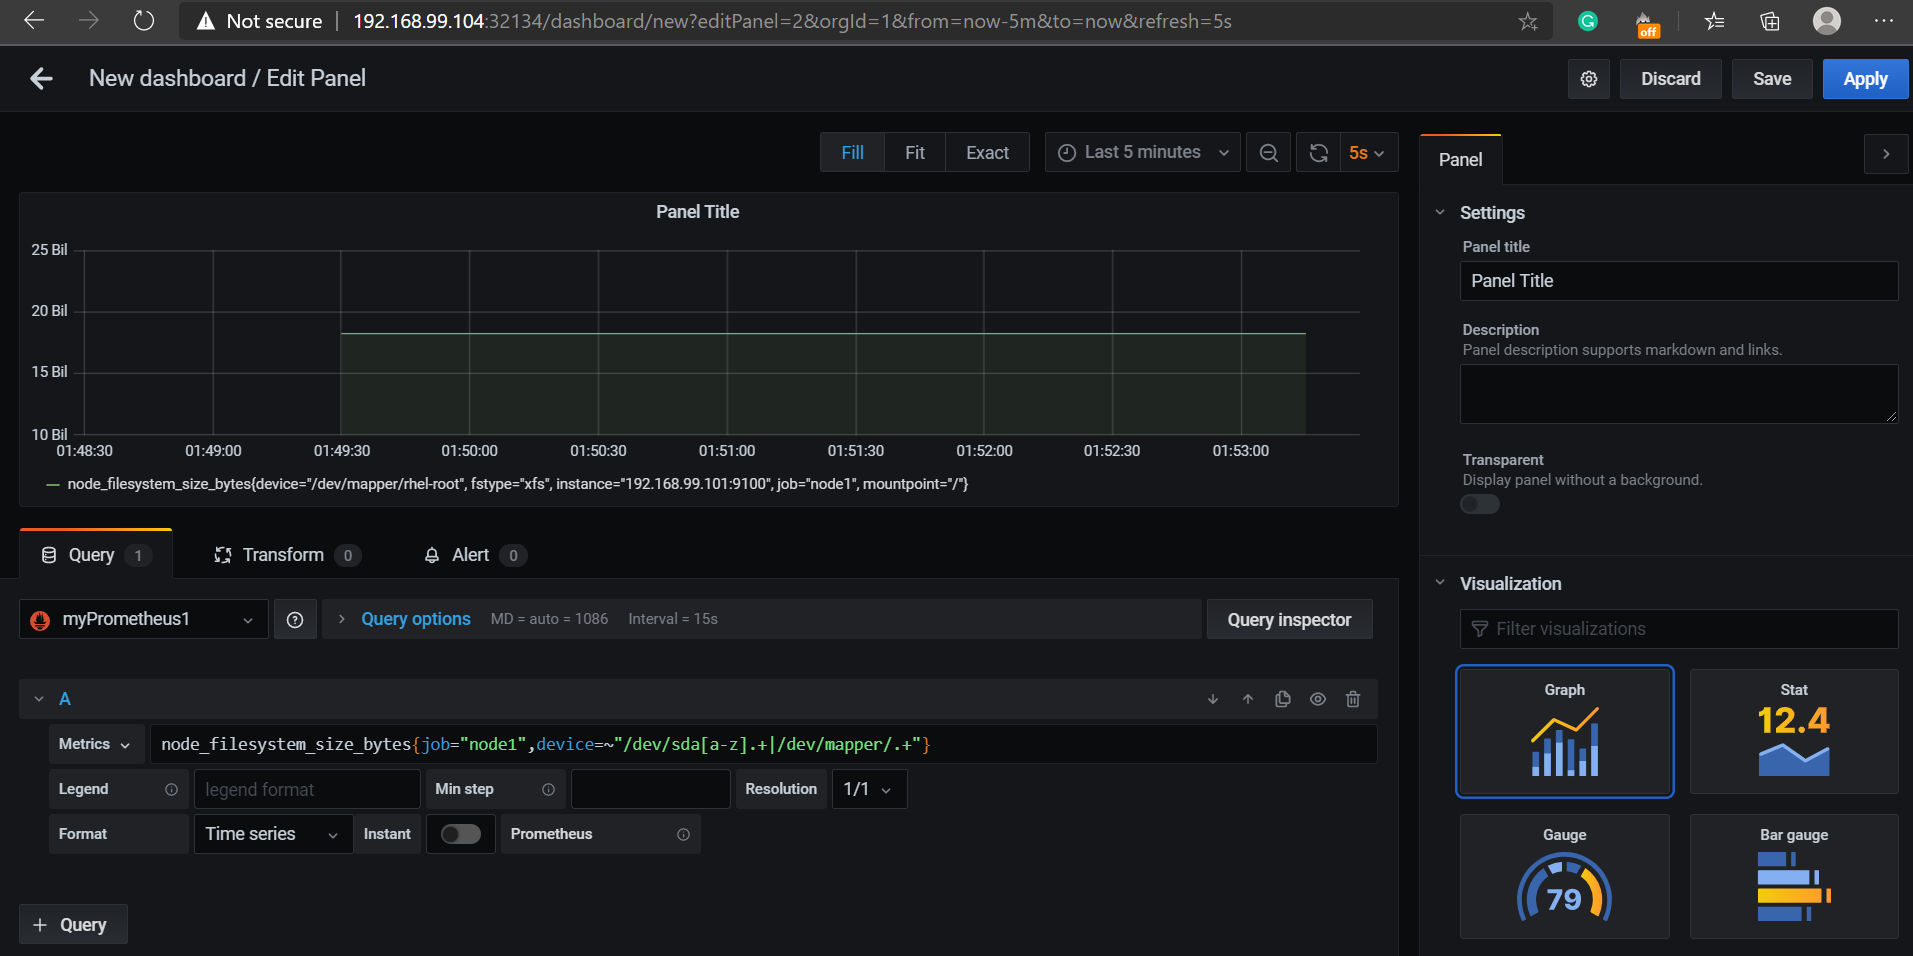 Not secure | 192.168.99.104:32134/dashboard/new?editPanel=2&orgId=1&from=now-5m&to=now&refresh=5s
off
New dashboard / Edit Panel
Discard
Save
Apply
Fill
Fit
Exact
Last 5 minutes
5s
Panel Title
25 Bil
20 Bil
15 Bil
10 Bil
01:48:30 01:49:00 01:49:30 01:50:00 01:50:30 01:51:00 01:51:30 01:52:00 01:52:30 01:53:00
node_filesystem_size_bytes{device="/dev/mapper/rhel-root", fstype="xfs", instance="192.168.99.101:9100", job="node1", mountpoint="/"}
Query 1
Transform 0
Alert 0
myPrometheus1
Query options MD = auto = 1086 Interval = 15s
Query inspector
A
Metrics
node_filesystem_size_bytes{job="node1",device=~"/dev/sda[a-z].+|/dev/mapper/.+"}
Legend
legend format
Min step
Resolution
1/1
Format
Time series
Instant
Prometheus
+ Query
Panel
Settings
Panel title
Panel Title
Description
Panel description supports markdown and links.
Transparent
Display panel without a background.
Visualization
Filter visualizations
Graph
Stat
12.4
Gauge
79
Bar gauge